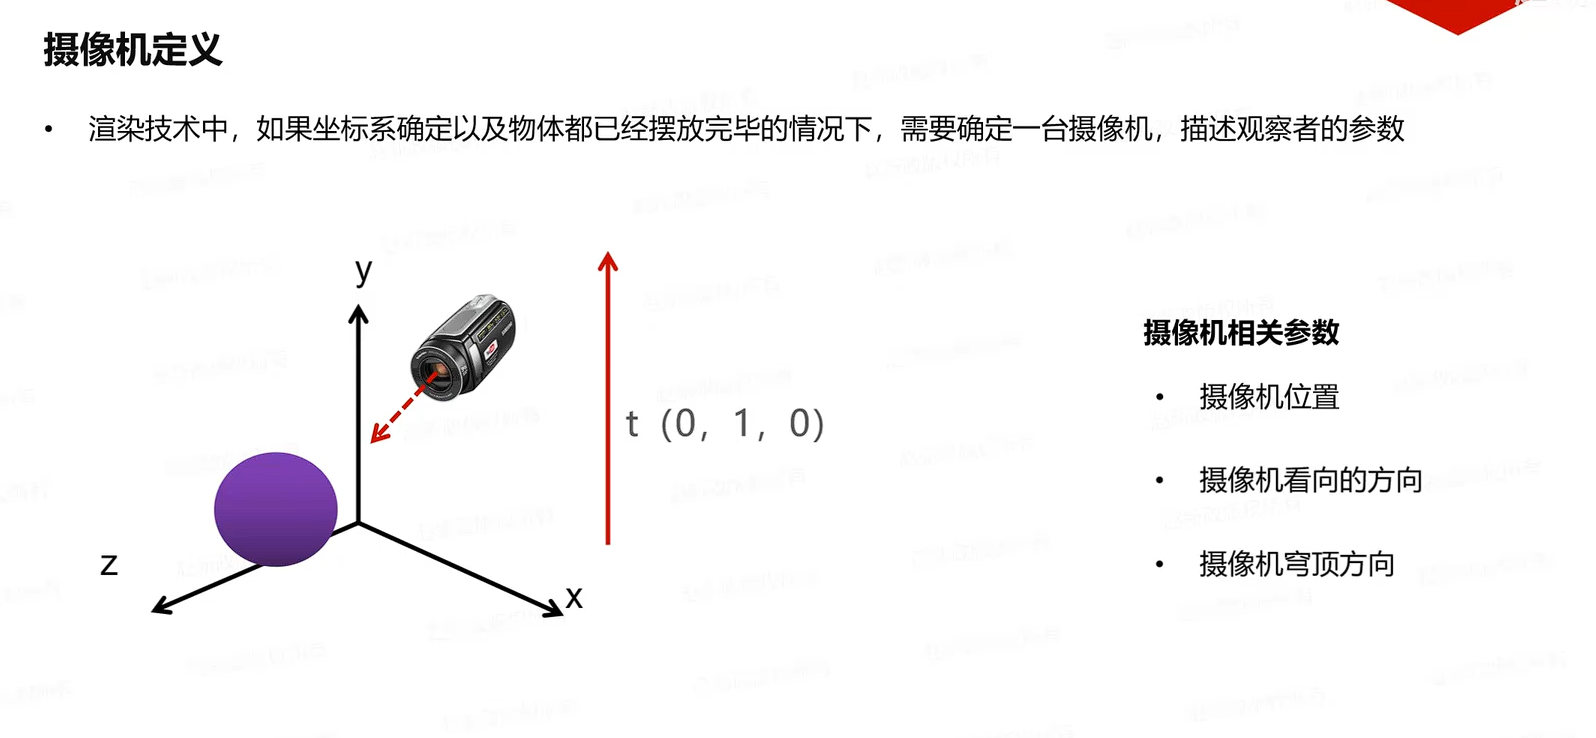 摄像机定义
• 渲染技术中，如果坐标系确定以及物体都已经摆放完毕的情况下，需要确定一台摄像机，描述观察者的参数
y
t（0，1，0）
z
x
摄像机相关参数
• 摄像机位置
• 摄像机看向的方向
• 摄像机穹顶方向